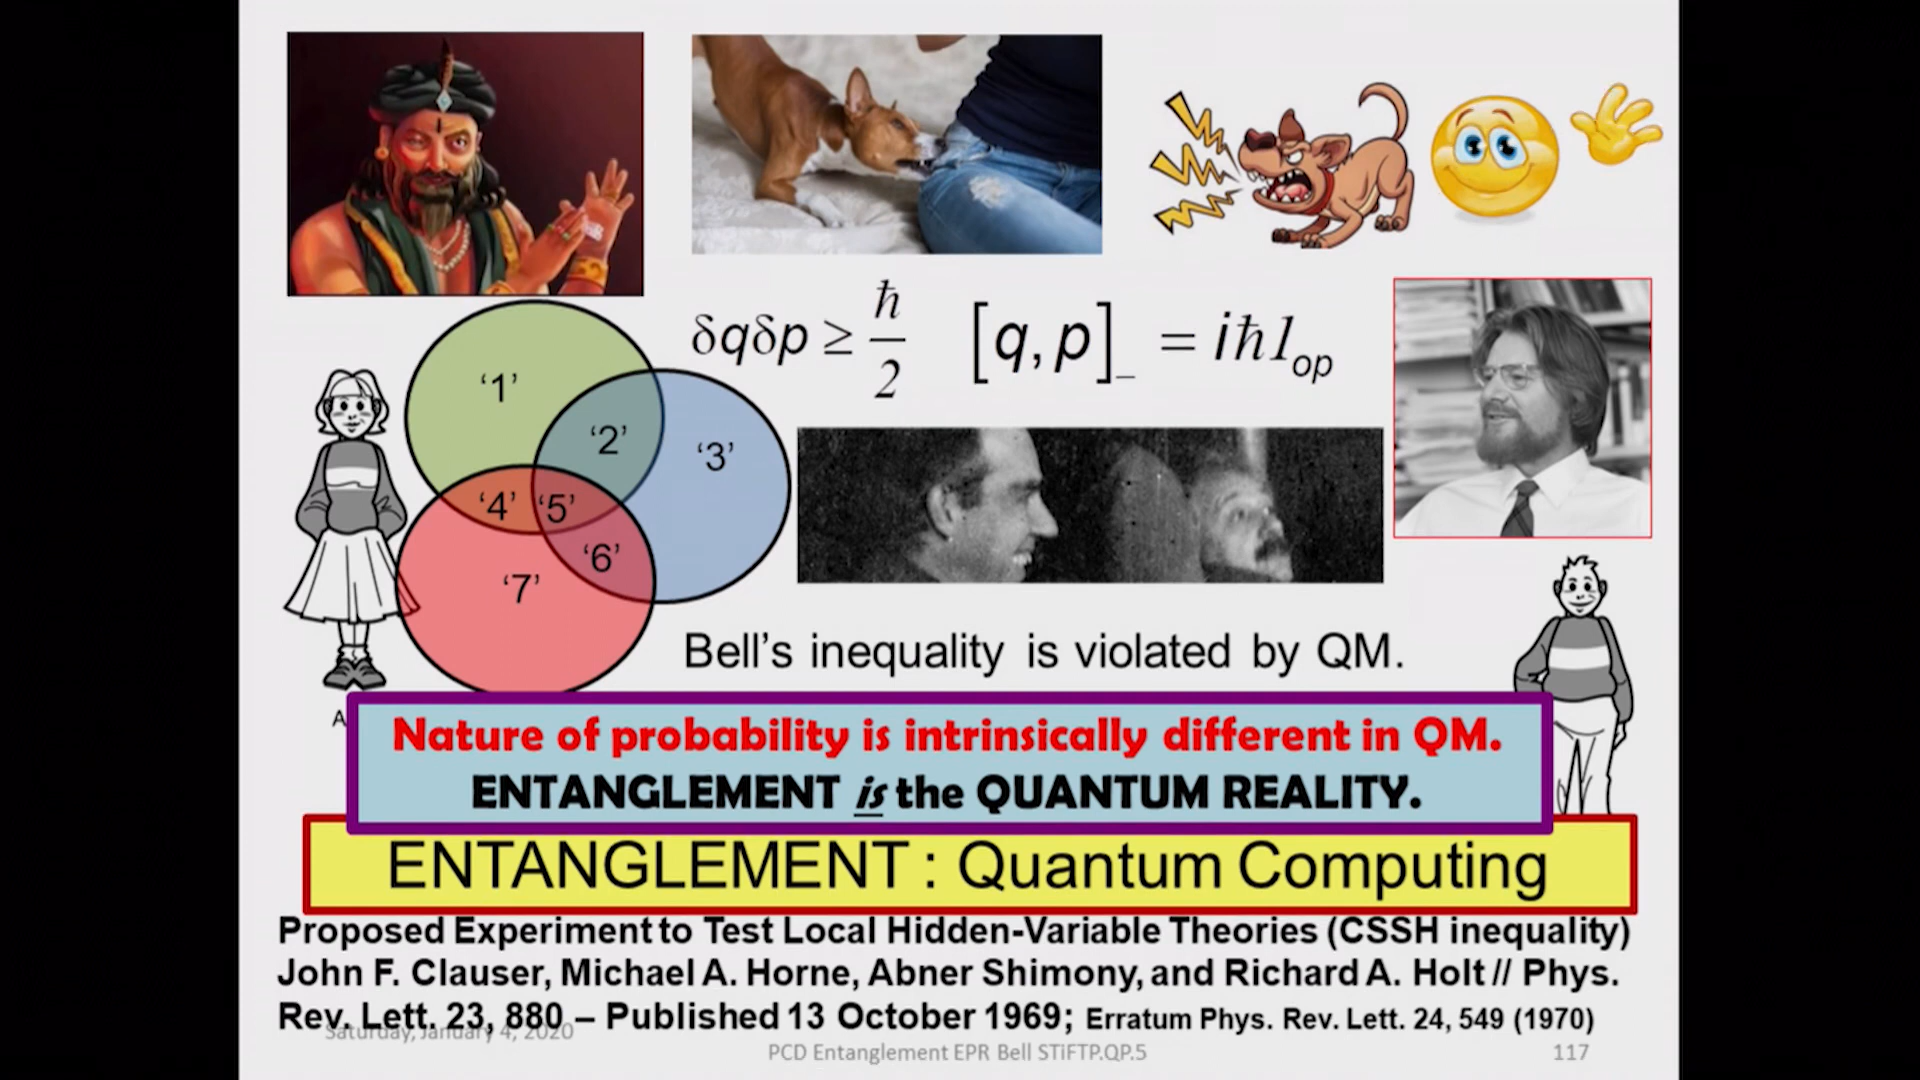 δqδp ≥ ħ/2 [q,p]_ = iħ1op
‘1’
‘2’
‘3’
‘4’ ‘5’
‘6’
‘7’
Bell’s inequality is violated by QM.
A
Nature of probability is intrinsically different in QM.
ENTANGLEMENT is the QUANTUM REALITY.
ENTANGLEMENT : Quantum Computing
Proposed Experiment to Test Local Hidden-Variable Theories (CSSH inequality)
John F. Clauser, Michael A. Horne, Abner Shimony, and Richard A. Holt // Phys.
Rev. Lett. 23, 880 – Published 13 October 1969; Erratum Phys. Rev. Lett. 24, 549 (1970)
Saturday, January 4, 2020
PCD Entanglement EPR Bell STiFTP.QP.5
117